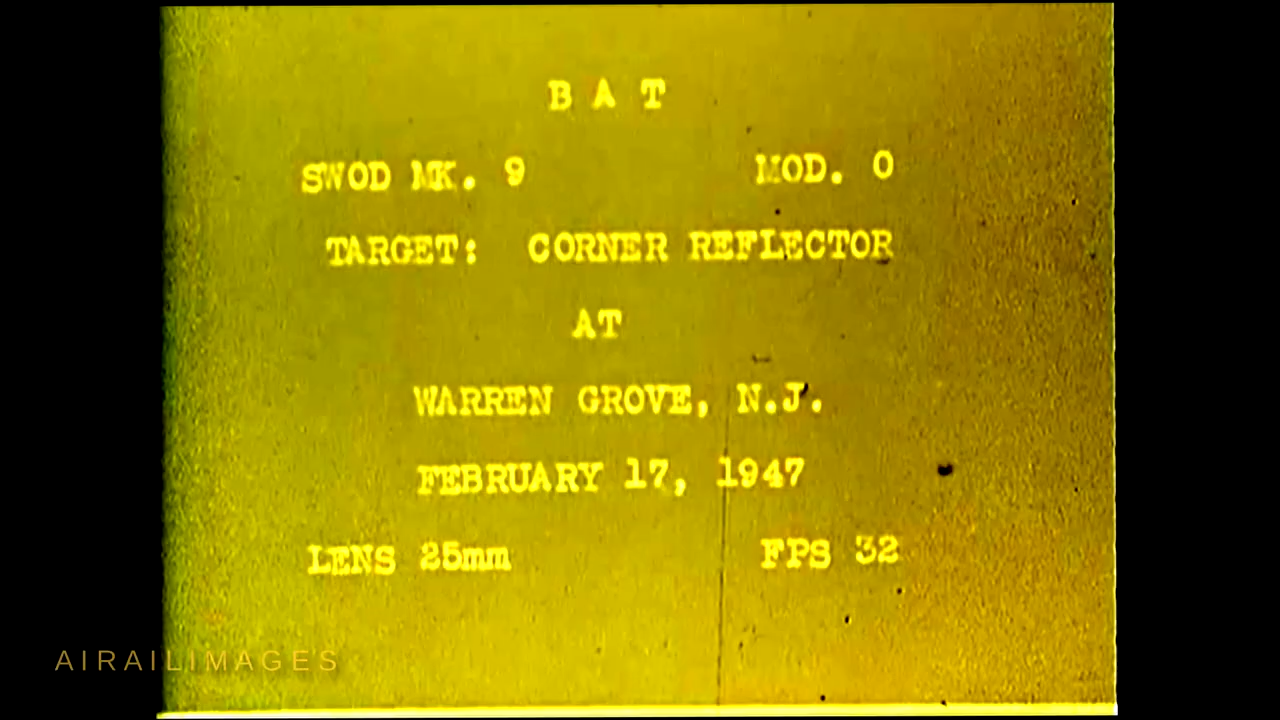 B A T
SWOD MK. 9 MOD. 0
TARGET: CORNER REFLECTOR
AT
WARREN GROVE, N.J.
FEBRUARY 17, 1947
LENS 25mm FPS 32
AIRAILIMAGES